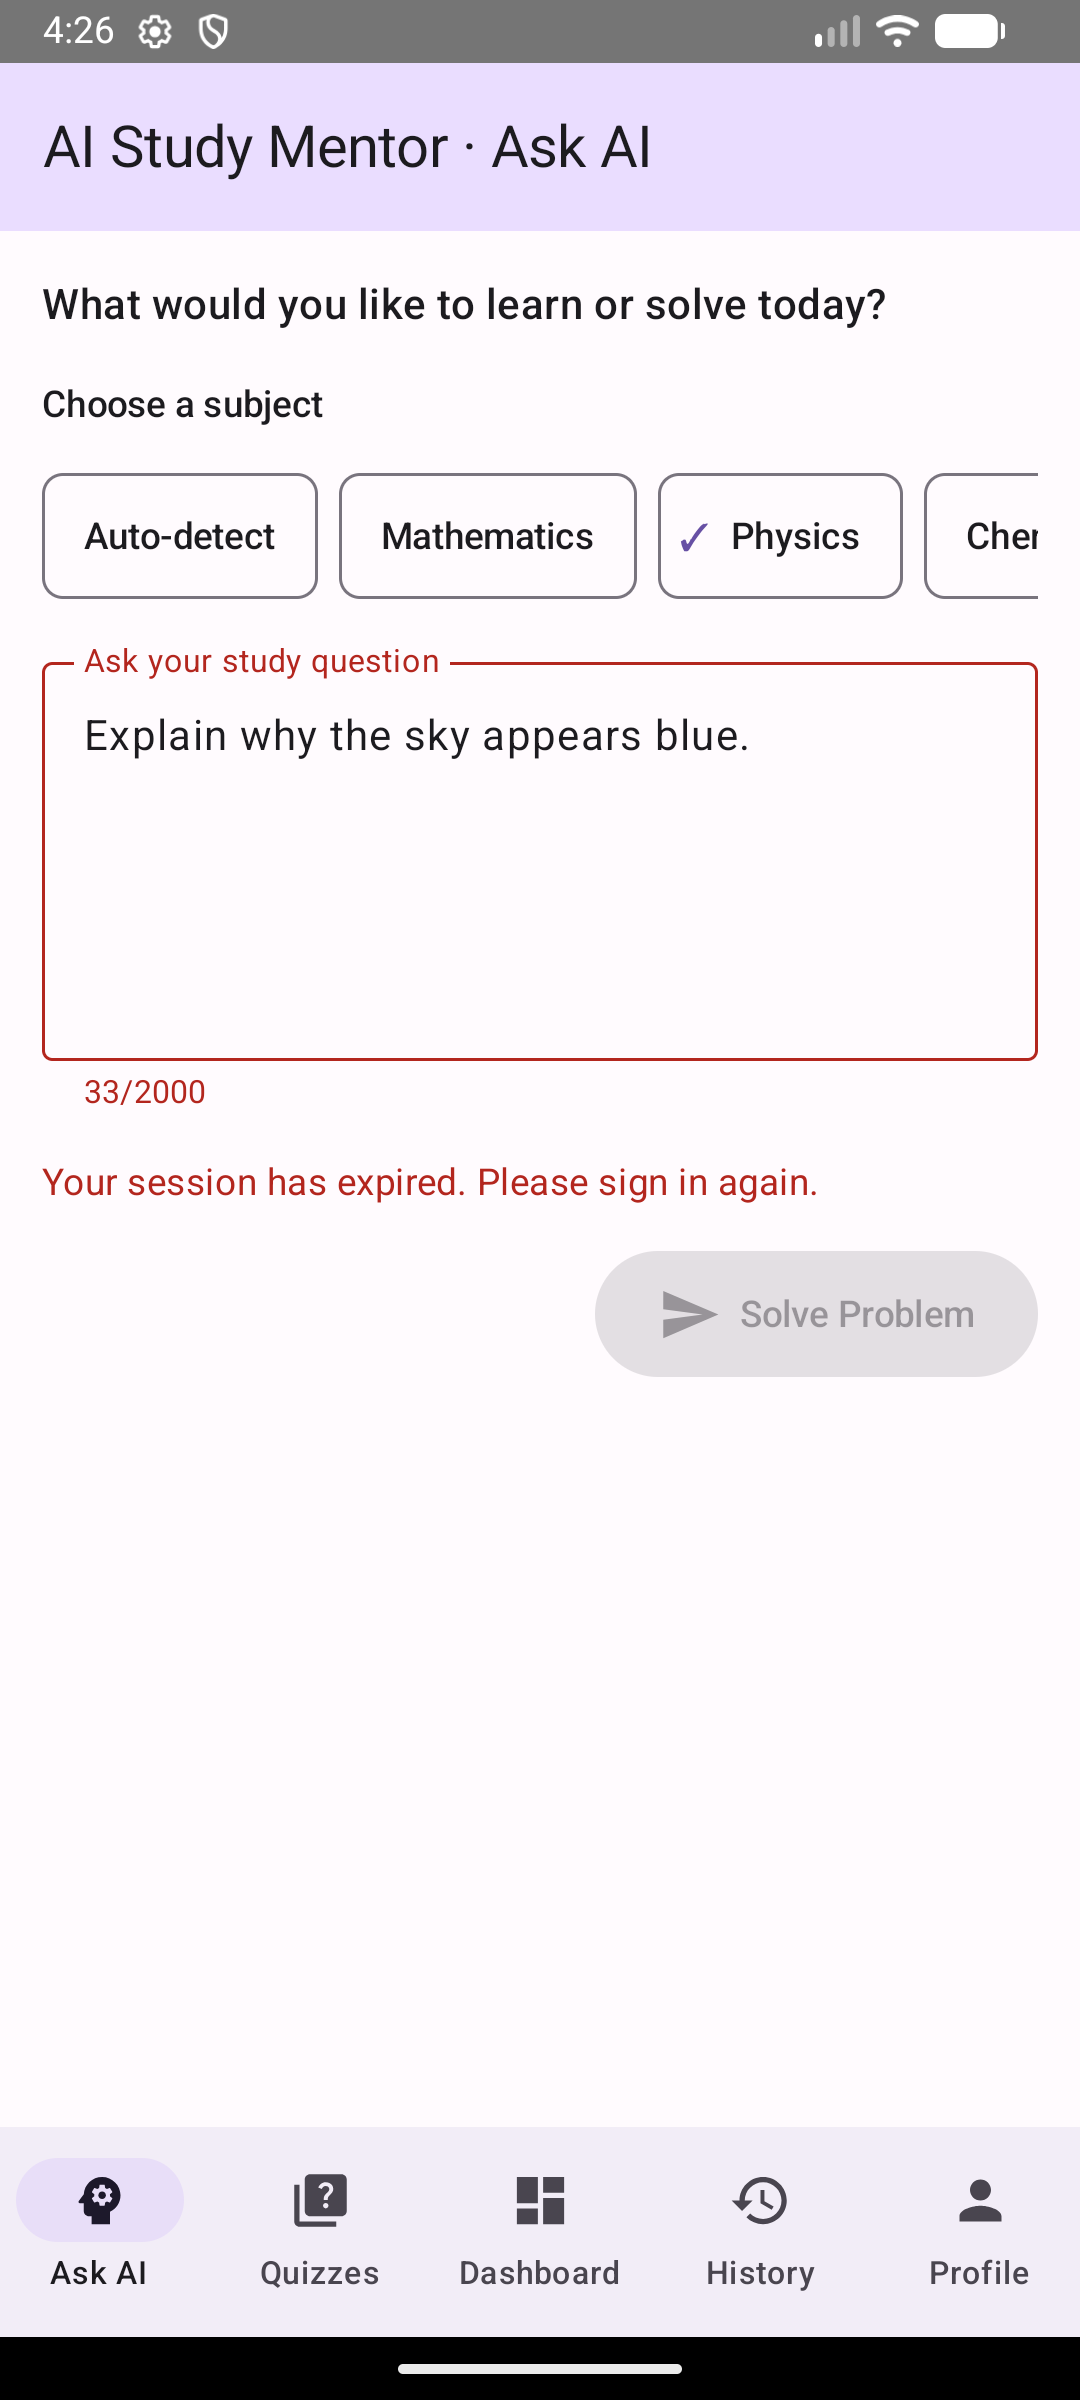 4:26
AI Study Mentor · Ask AI
What would you like to learn or solve today?
Choose a subject
Auto-detect
Mathematics
✓ Physics
Cher
Ask your study question
Explain why the sky appears blue.
33/2000
Your session has expired. Please sign in again.
Solve Problem
Ask AI
Quizzes
Dashboard
History
Profile